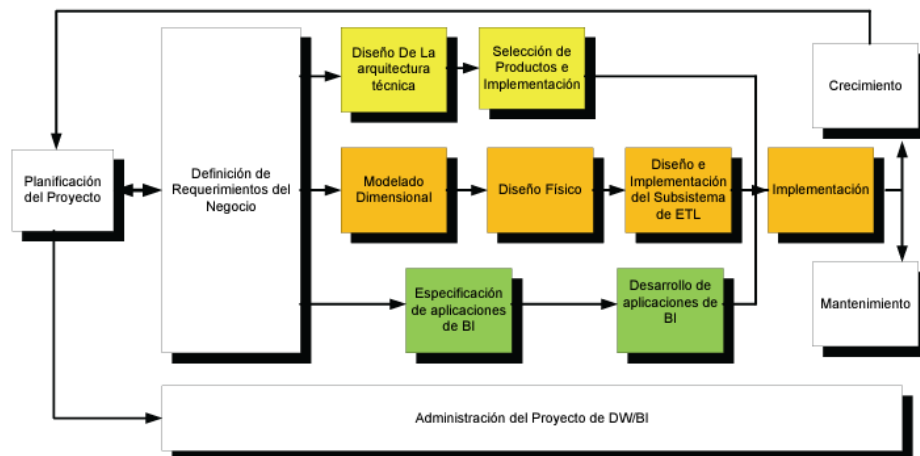 Diseño De La
arquitectura
técnica
Selección de
Productos e
Implementación
Crecimiento
Planificación
del Proyecto
Definición de
Requerimientos del
Negocio
Modelado
Dimensional
Diseño Físico
Diseño e
Implementación
del Subsistema
de ETL
Implementación
Especificación
de aplicaciones
de BI
Desarrollo de
aplicaciones de
BI
Mantenimiento
Administración del Proyecto de DW/BI